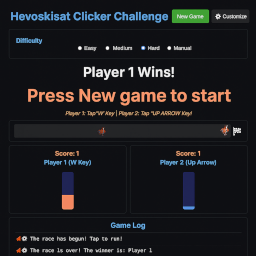 Hevoskisat Clicker Challenge
New Game
Customize
Difficulty
Easy
Medium
Hard
Manual
Player 1 Wins!
Press New game to start
Player 1: Tap"W" Key | Player 2: Tap "UP ARROW Key!
Score: 1
Player 1 (W Key)
Score: 1
Player 2 (Up Arrow)
Game Log
The race has begun! Tap to run!
The race is over! The winner is: Player 1